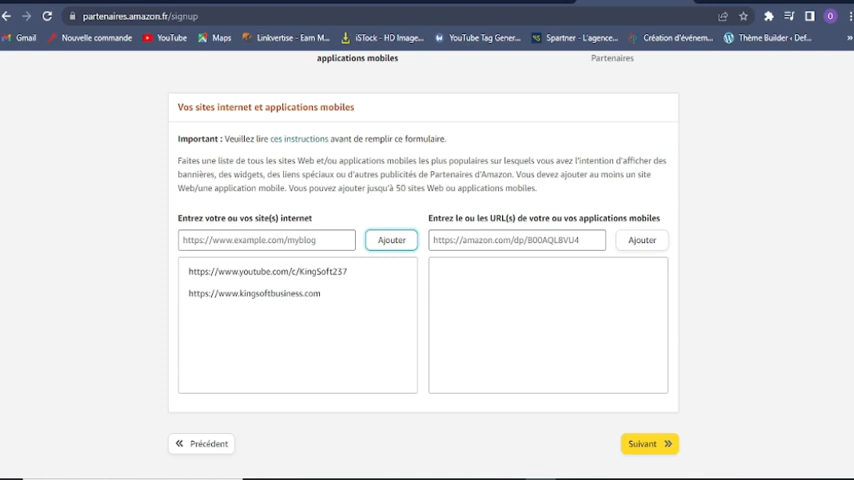 partenaires.amazon.fr/signup
O
Gmail Nouvelle commande YouTube Maps Linkvertise - Earn M... iSTock - HD Image... YouTube Tag Gener... Spartner - L'agence... Création d'événem... Thème Builder ‹ Def... »
applications mobiles Partenaires
Vos sites internet et applications mobiles
Important : Veuillez lire ces instructions avant de remplir ce formulaire.
Faites une liste de tous les sites Web et/ou applications mobiles les plus populaires sur lesquels vous avez l'intention d'afficher des
bannières, des widgets, des liens spéciaux ou d'autres publicités de Partenaires d'Amazon. Vous devez ajouter au moins un site
Web/une application mobile. Vous pouvez ajouter jusqu'à 50 sites Web ou applications mobiles.
Entrez votre ou vos site(s) internet Entrez le ou les URL(s) de votre ou vos applications mobiles
https://www.example.com/myblog Ajouter https://amazon.com/dp/B00AQL8VU4 Ajouter
https://www.youtube.com/c/KingSoft237
https://www.kingsoftbusiness.com
« Précédent Suivant »